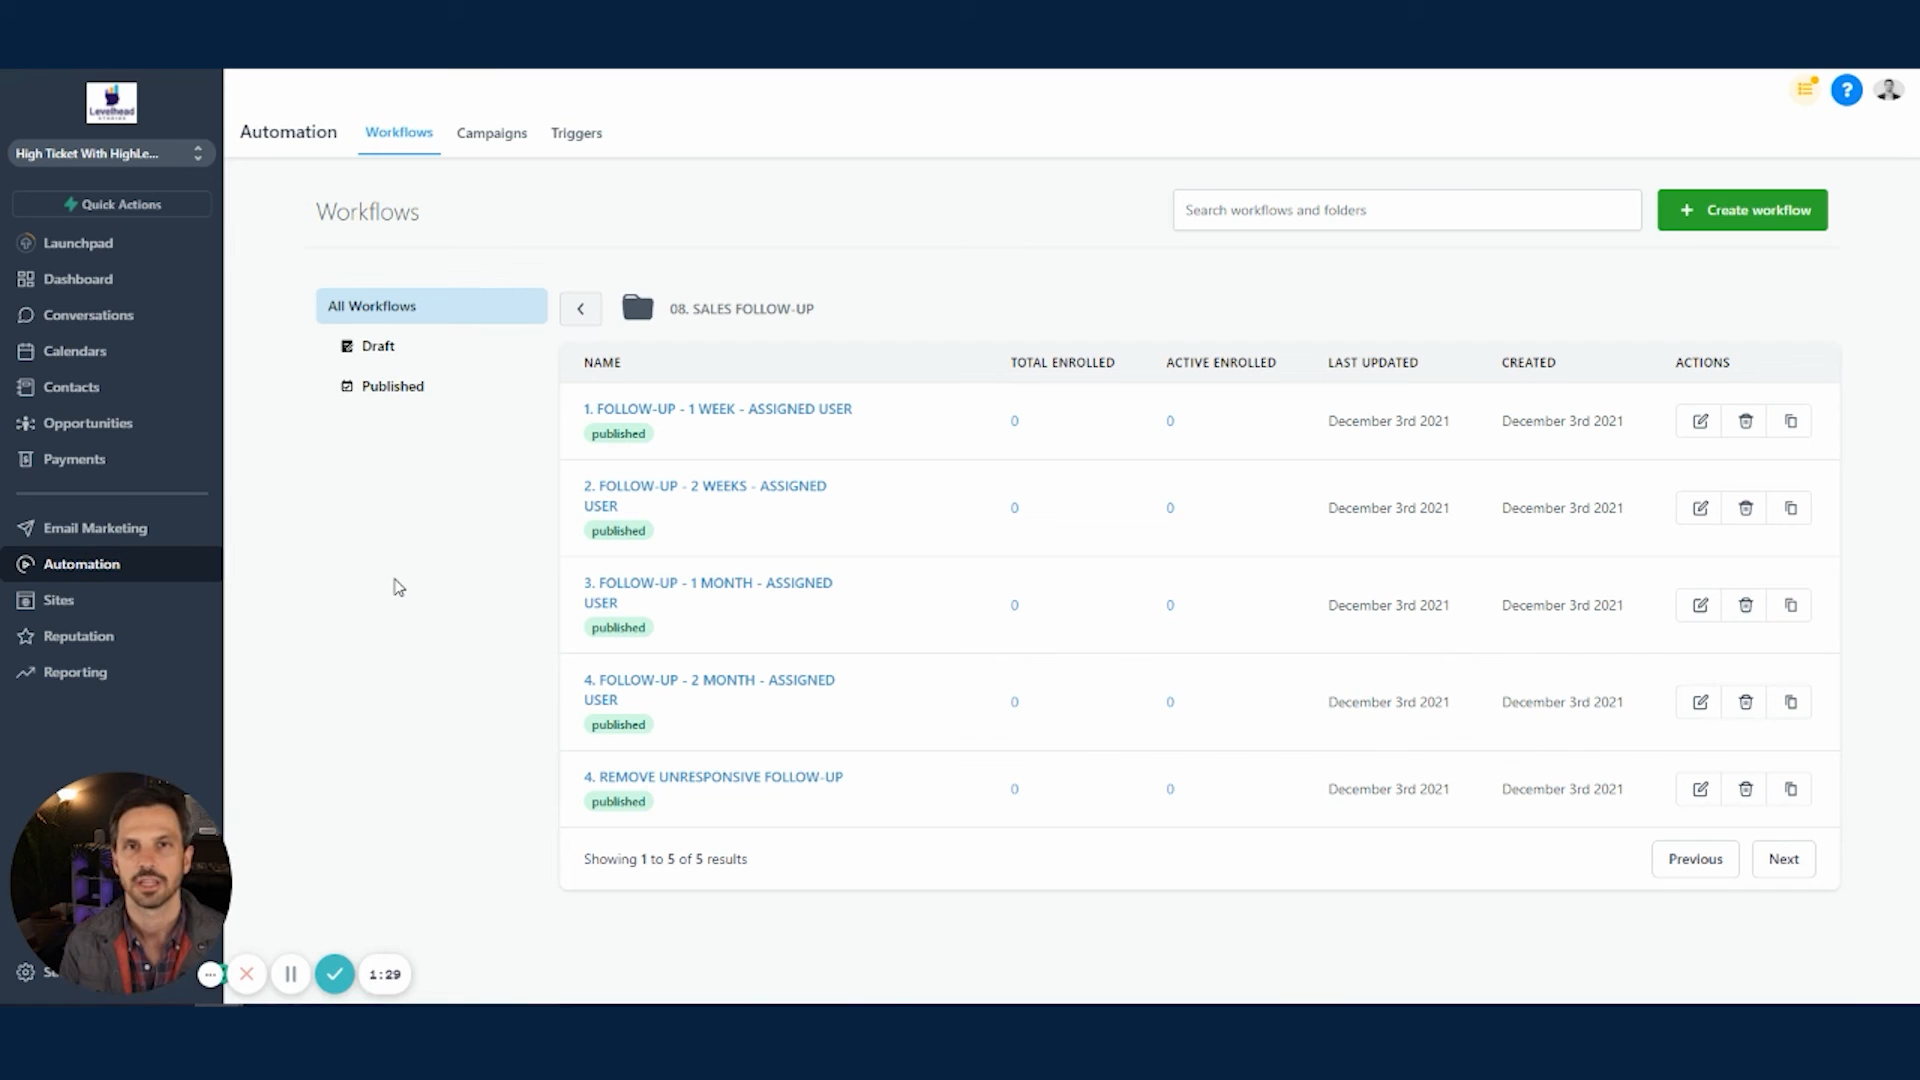 Levelhead
STUDIOS
High Ticket With HighLe...
Quick Actions
Launchpad
Dashboard
Conversations
Calendars
Contacts
Opportunities
Payments
Email Marketing
Automation
Sites
Reputation
Reporting
Automation
Workflows
Campaigns
Triggers
?
Workflows
Search workflows and folders
+ Create workflow
All Workflows
Draft
Published
08. SALES FOLLOW-UP
NAME TOTAL ENROLLED ACTIVE ENROLLED LAST UPDATED CREATED ACTIONS
1. FOLLOW-UP - 1 WEEK - ASSIGNED USER
published
0 0 December 3rd 2021 December 3rd 2021
2. FOLLOW-UP - 2 WEEKS - ASSIGNED
USER
published
0 0 December 3rd 2021 December 3rd 2021
3. FOLLOW-UP - 1 MONTH - ASSIGNED
USER
published
0 0 December 3rd 2021 December 3rd 2021
4. FOLLOW-UP - 2 MONTH - ASSIGNED
USER
published
0 0 December 3rd 2021 December 3rd 2021
4. REMOVE UNRESPONSIVE FOLLOW-UP
published
0 0 December 3rd 2021 December 3rd 2021
Showing 1 to 5 of 5 results
Previous
Next
1:29